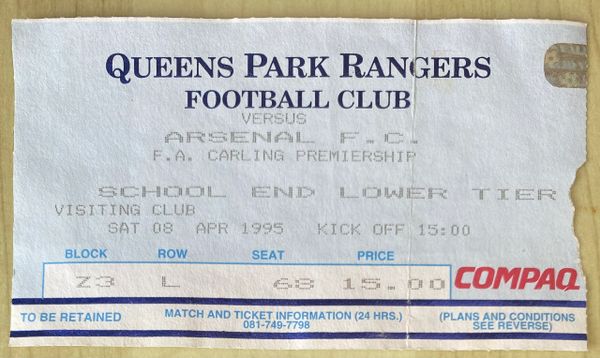 QUEENS PARK RANGERS
FOOTBALL CLUB
VERSUS
ARSENAL F.C.
F.A. CARLING PREMIERSHIP
SCHOOL END LOWER TIER
VISITING CLUB
SAT 08 APR 1995 KICK OFF 15:00
BLOCK ROW SEAT PRICE
Z3 L 68 15.00 COMPAQ
TO BE RETAINED MATCH AND TICKET INFORMATION (24 HRS.) (PLANS AND CONDITIONS
081-749-7798 SEE REVERSE)